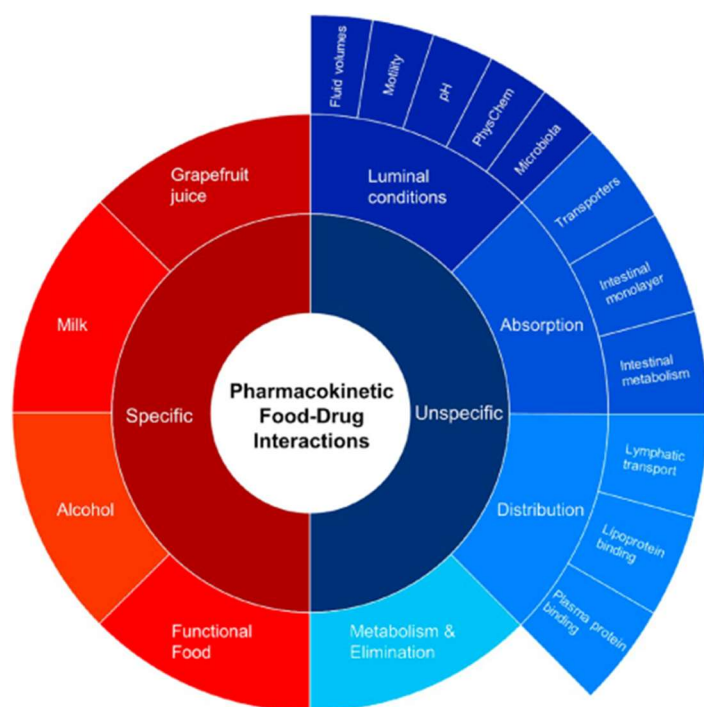 Pharmacokinetic
Food-Drug
Interactions
Specific
Unspecific
Grapefruit
juice
Milk
Alcohol
Functional
Food
Luminal
conditions
Absorption
Distribution
Metabolism &
Elimination
Fluid volumes
Motility
pH
PhysChem
Microbiota
Transporters
Intestinal
monolayer
Intestinal
metabolism
Lymphatic
transport
Lipoprotein
binding
Plasma protein
binding